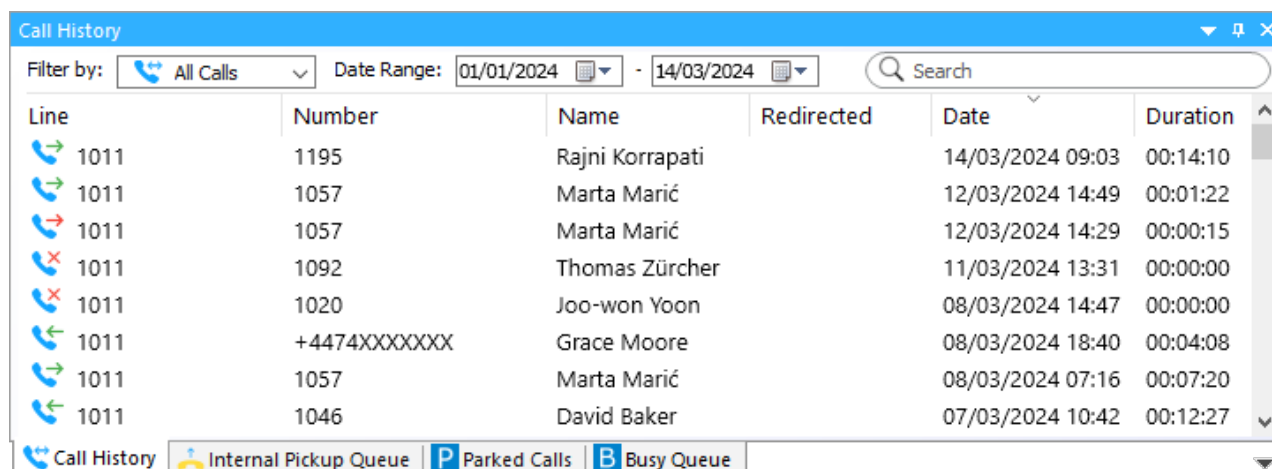 Call History
Filter by: All Calls Date Range: 01/01/2024 - 14/03/2024 Search
Line Number Name Redirected Date Duration
1011 1195 Rajni Korrapati 14/03/2024 09:03 00:14:10
1011 1057 Marta Marić 12/03/2024 14:49 00:01:22
1011 1057 Marta Marić 12/03/2024 14:29 00:00:15
1011 1092 Thomas Zürcher 11/03/2024 13:31 00:00:00
1011 1020 Joo-won Yoon 08/03/2024 14:47 00:00:00
1011 +4474XXXXXXX Grace Moore 08/03/2024 18:40 00:04:08
1011 1057 Marta Marić 08/03/2024 07:16 00:07:20
1011 1046 David Baker 07/03/2024 10:42 00:12:27
Call History Internal Pickup Queue P Parked Calls B Busy Queue